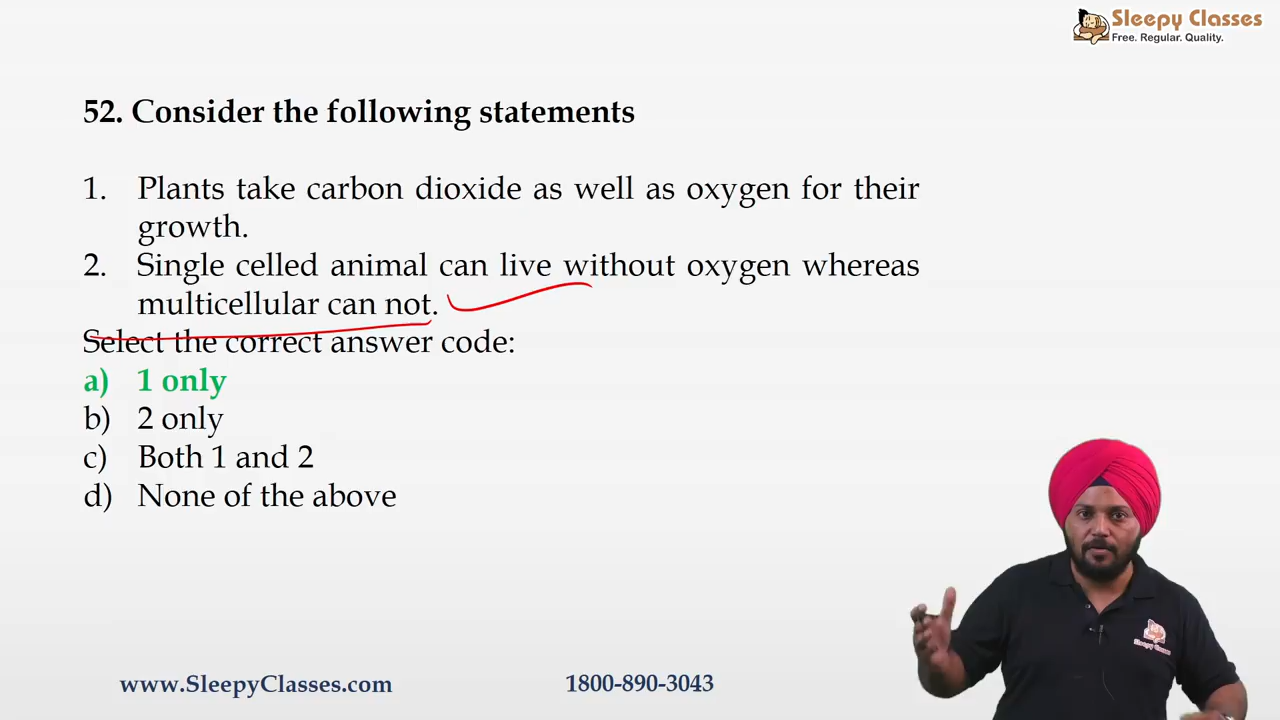 Sleepy Classes
Free. Regular. Quality.
52. Consider the following statements
1. Plants take carbon dioxide as well as oxygen for their
growth.
2. Single celled animal can live without oxygen whereas
multicellular can not.
Select the correct answer code:
a) 1 only
b) 2 only
c) Both 1 and 2
d) None of the above
Sleepy Classes
www.SleepyClasses.com 1800-890-3043